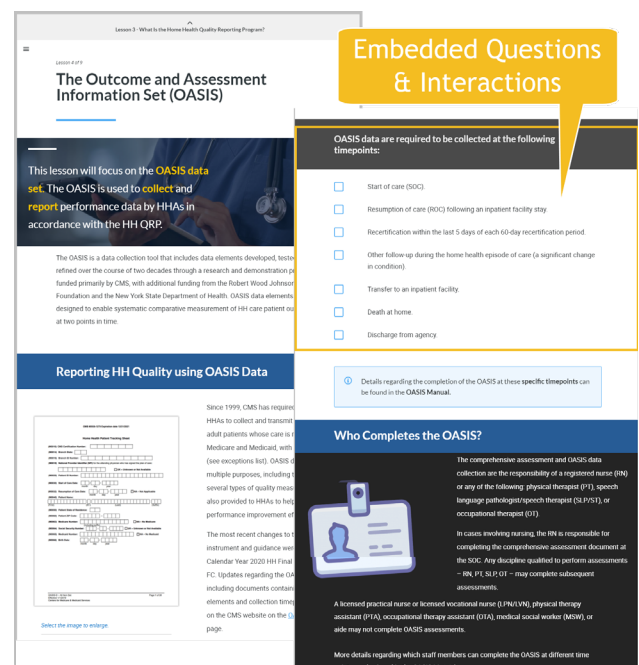 Lesson 3 - What Is the Home Health Quality Reporting Program?
Lesson 4 of 9
The Outcome and Assessment
Information Set (OASIS)
This lesson will focus on the OASIS data
set. The OASIS is used to collect and
report performance data by HHAs in
accordance with the HH QRP.
The OASIS is a data collection tool that includes data elements developed, teste
refined over the course of two decades through a research and demonstration p
funded primarily by CMS, with additional funding from the Robert Wood Johnsor
Foundation and the New York State Department of Health. OASIS data elements
designed to enable systematic comparative measurement of HH care patient ou
at two points in time.
Reporting HH Quality using OASIS Data
Home Health Patient Tracking Sheet
Select the image to enlarge.
Since 1999, CMS has required
HHAs to collect and transmit
adult patients whose care is r
Medicare and Medicaid, with
(see exceptions list). OASIS d
multiple purposes, including t
several types of quality meas
also provided to HHAs to help
performance improvement ef
The most recent changes to t
instrument and guidance wer
Calendar Year 2020 HH Final
FC. Updates regarding the OA
including documents contain
elements and collection time
on the CMS website on the
page.
Embedded Questions
& Interactions
OASIS data are required to be collected at the following
timepoints:
Start of care (SOC).
Resumption of care (ROC) following an inpatient facility stay.
Recertification within the last 5 days of each 60-day recertification period.
Other follow-up during the home health episode of care (a significant change
in condition).
Transfer to an inpatient facility.
Death at home.
Discharge from agency.
Details regarding the completion of the OASIS at these specific timepoints can
be found in the OASIS Manual.
Who Completes the OASIS?
The comprehensive assessment and OASIS data
collection are the responsibility of a registered nurse (RN)
or any of the following: physical therapist (PT), speech
language pathologist/speech therapist (SLP/ST), or
occupational therapist (OT).
In cases involving nursing, the RN is responsible for
completing the comprehensive assessment document at
the SOC. Any discipline qualified to perform assessments
– RN, PT, SLP, OT – may complete subsequent
assessments.
A licensed practical nurse or licensed vocational nurse (LPN/LVN), physical therapy
assistant (PTA), occupational therapy assistant (OTA), medical social worker (MSW), or
aide may not complete OASIS assessments.
More details regarding which staff members can complete the OASIS at different time